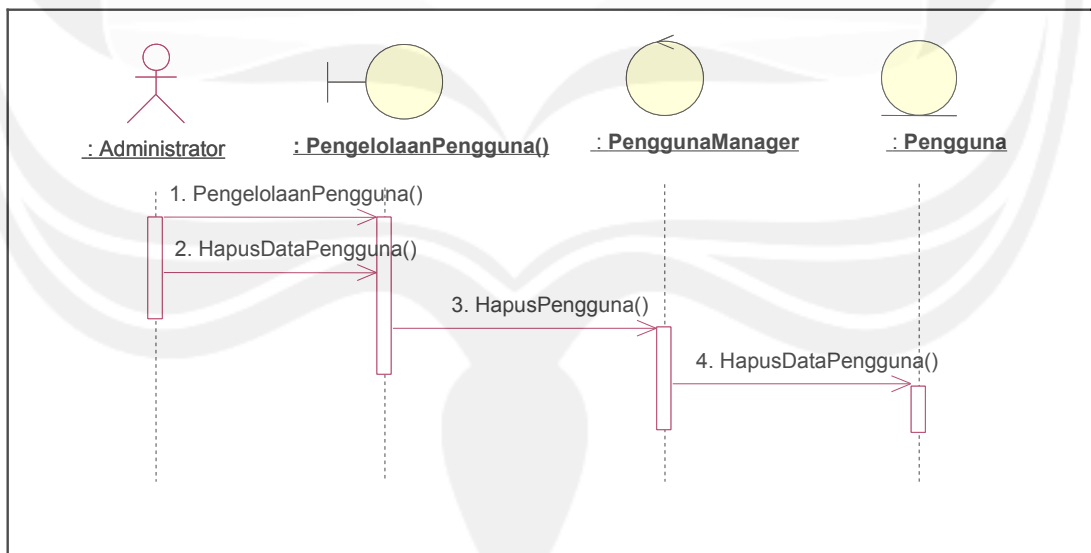 : Administrator
: PengelolaanPengguna()
: PenggunaManager
: Pengguna
1. PengelolaanPengguna()
2. HapusDataPengguna()
3. HapusPengguna()
4. HapusDataPengguna()